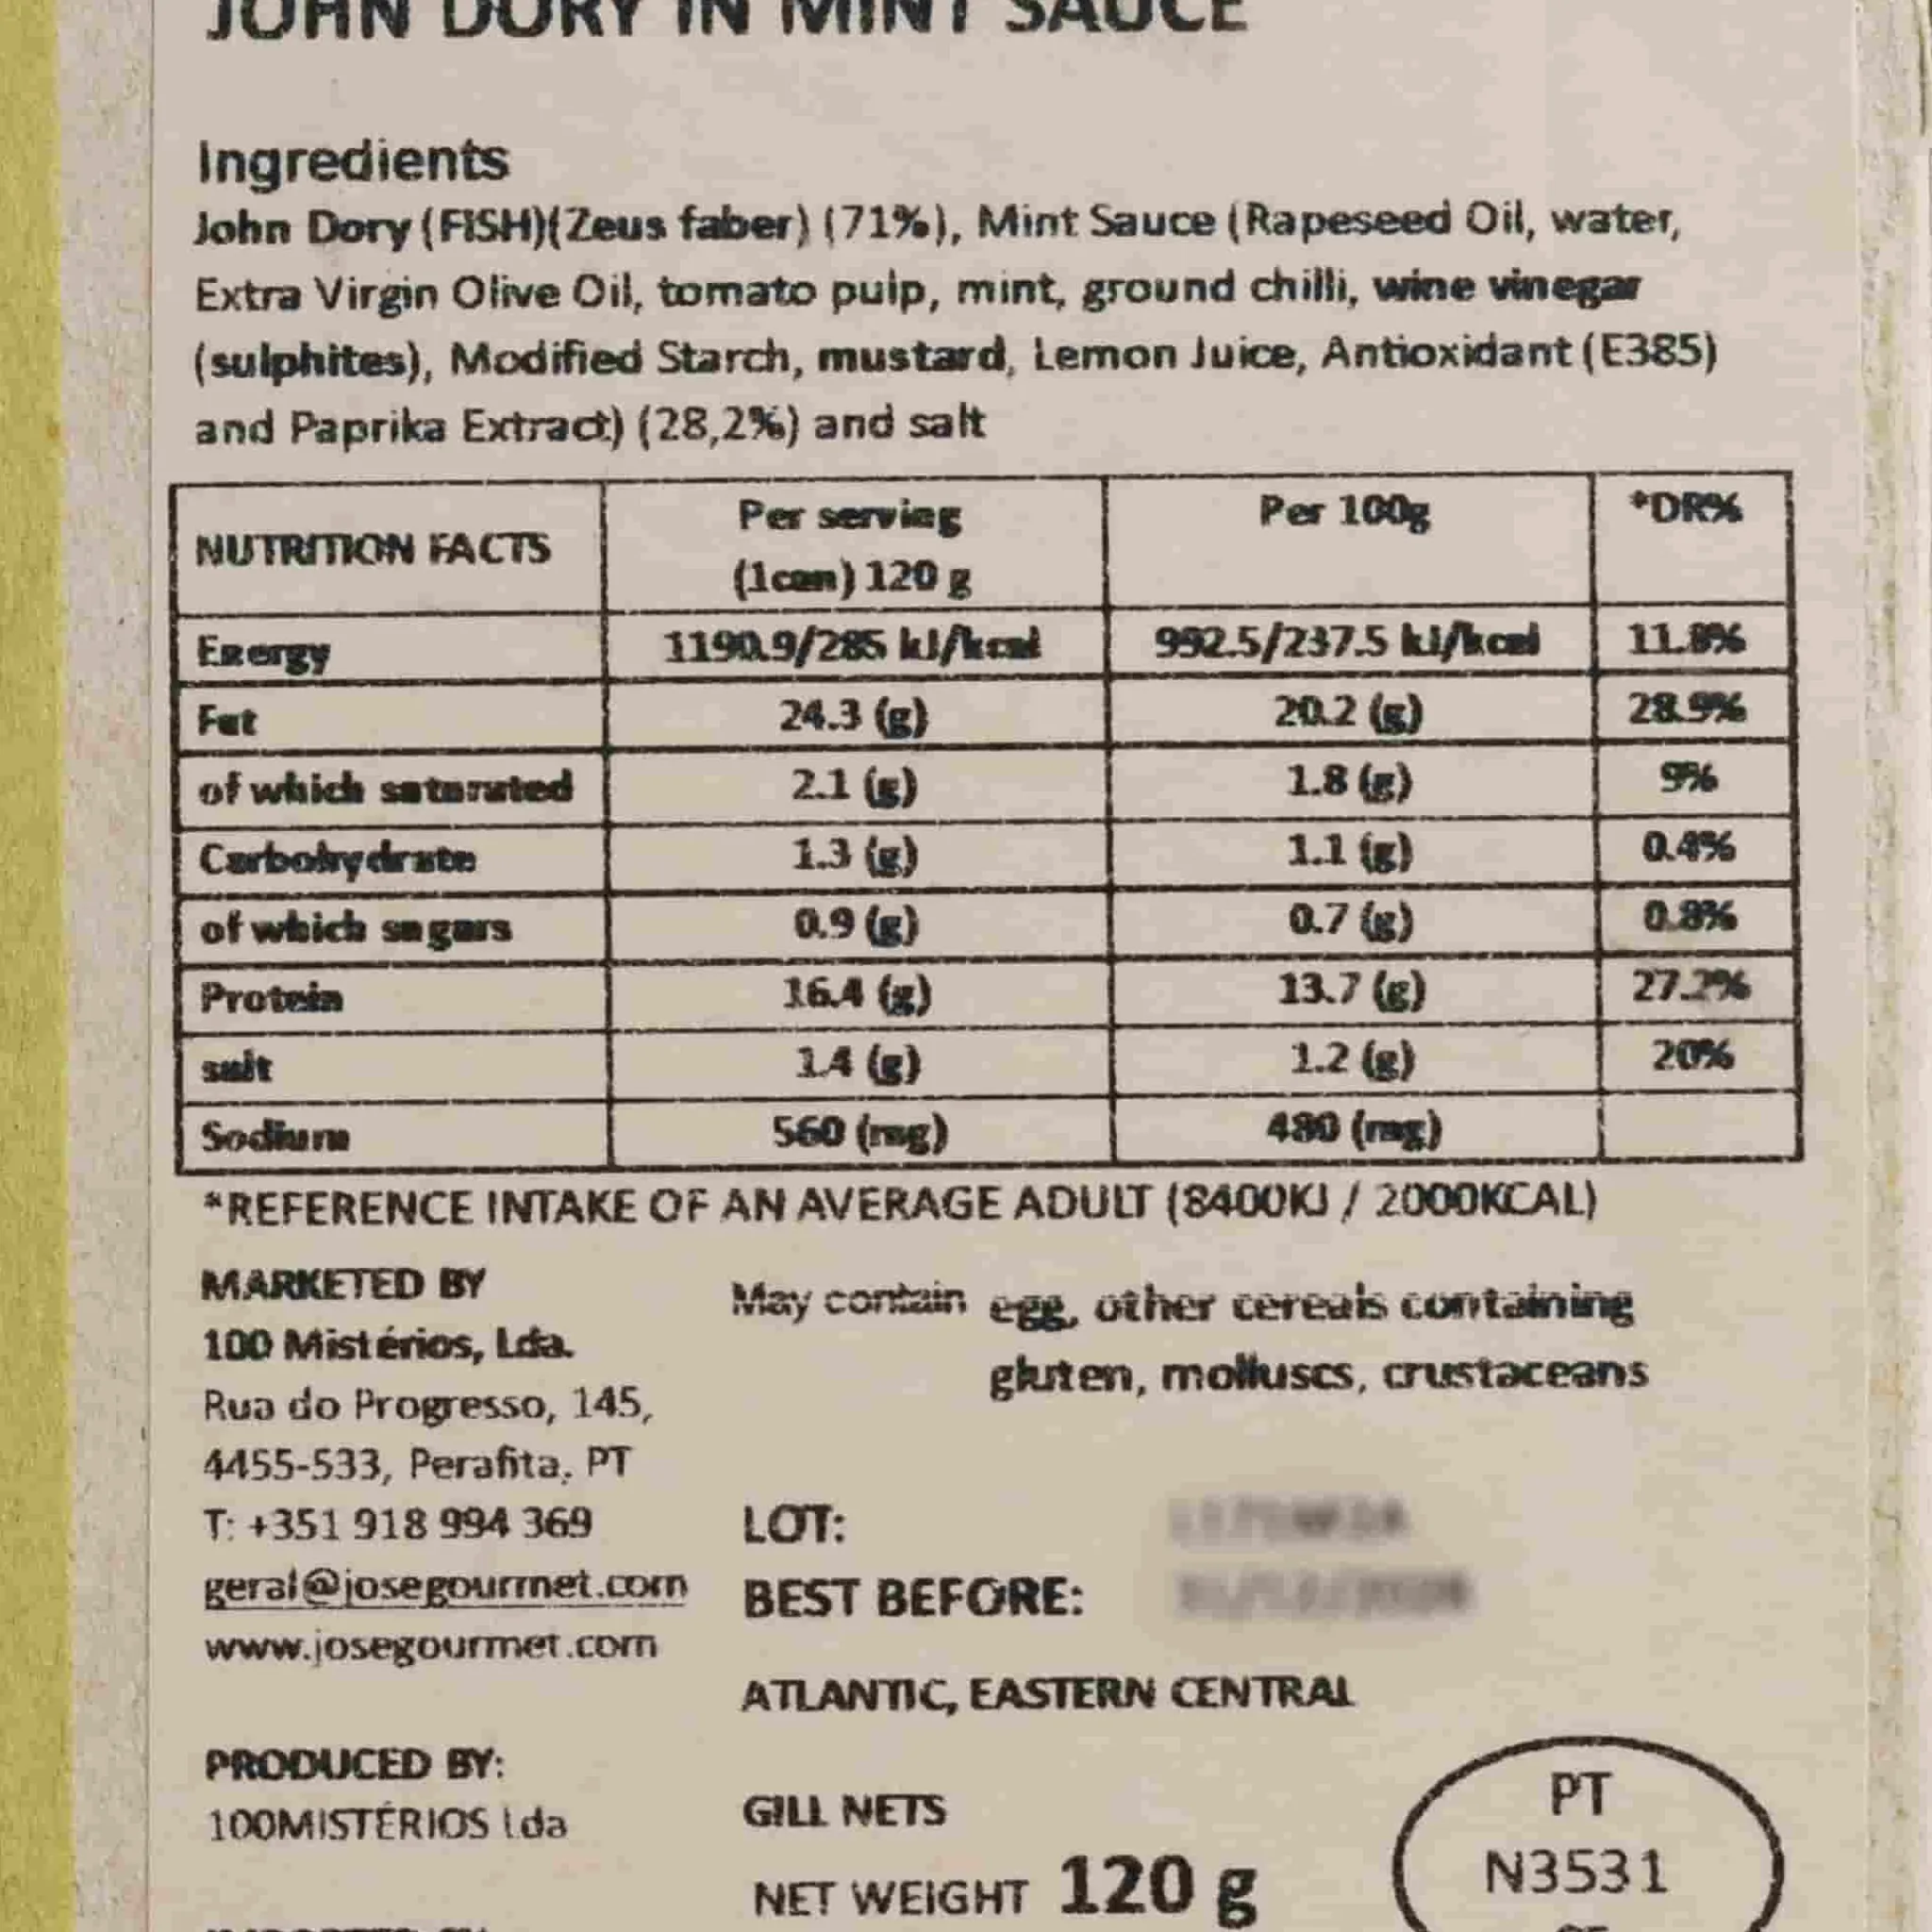 JOHN DORY IN MINT SAUCE
Ingredients
John Dory (FISH)(Zeus faber) (71%), Mint Sauce (Rapeseed Oil, water,
Extra Virgin Olive Oil, tomato pulp, mint, ground chilli, wine vinegar
(sulphites), Modified Starch, mustard, Lemon Juice, Antioxidant (E385)
and Paprika Extract) (28,2%) and salt
NUTRITION FACTS Per serving (1can) 120 g Per 100g *DR%
Energy 1190.9/285 kJ/kcal 992.5/237.5 kJ/kcal 11.8%
Fat 24.3 (g) 20.2 (g) 28.9%
of which saturated 2.1 (g) 1.8 (g) 9%
Carbohydrate 1.3 (g) 1.1 (g) 0.4%
of which sugars 0.9 (g) 0.7 (g) 0.8%
Protein 16.4 (g) 13.7 (g) 27.2%
salt 1.4 (g) 1.2 (g) 20%
Sodium 560 (mg) 480 (mg)
*REFERENCE INTAKE OF AN AVERAGE ADULT (8400KJ / 2000KCAL)
MARKETED BY
100 Mistérios, Lda.
Rua do Progresso, 145,
4455-533, Perafita, PT
T: +351 918 994 369
geral@josegourmet.com
www.josegourmet.com
PRODUCED BY:
100MISTÉRIOS Lda
May contain egg, other cereals containing
gluten, molluscs, crustaceans
LOT:
BEST BEFORE:
ATLANTIC, EASTERN CENTRAL
GILL NETS
NET WEIGHT 120 g
PT
N3531